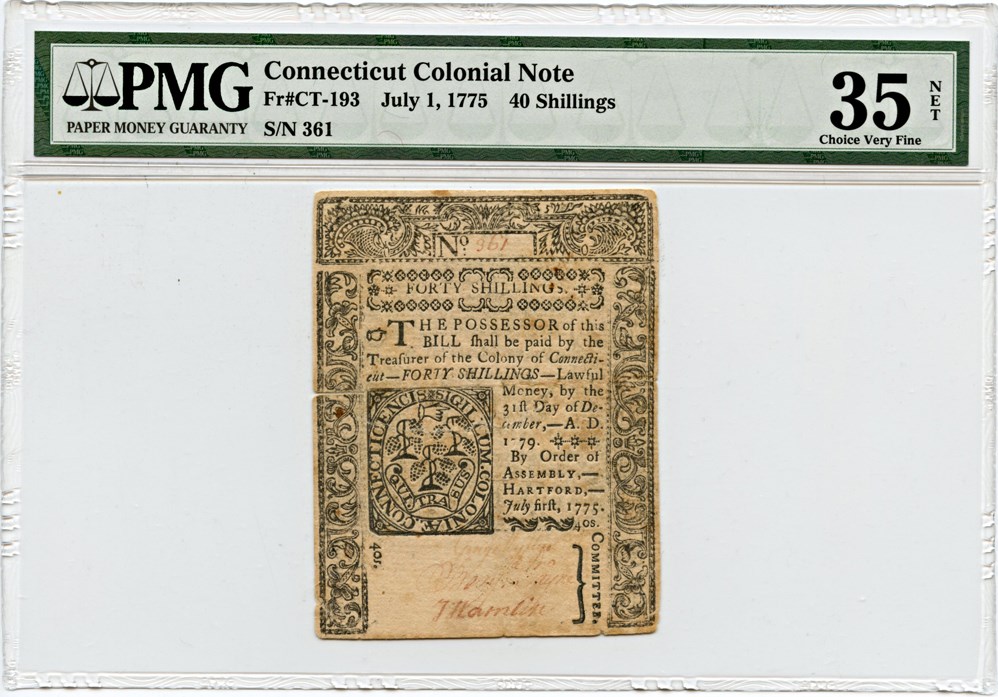 PMG
PAPER MONEY GUARANTY
Connecticut Colonial Note
Fr#CT-193 July 1, 1775 40 Shillings
S/N 361
35 NET
Choice Very Fine
No. 361
FORTY SHILLINGS.
THE POSSESSOR of this
BILL ſhall be paid by the
Treaſurer of the Colony of Connecti-
cut—FORTY SHILLINGS—Lawful
Money, by the
31ſt Day of De-
cember,—A. D.
1779.
By Order of
ASSEMBLY,—
HARTFORD,—
July firſt, 1775.
40s.
SIGILLUM. COLONIÆ CONNECTICENCIS
QUI TRA SUS
40s.
COMMITTEE.